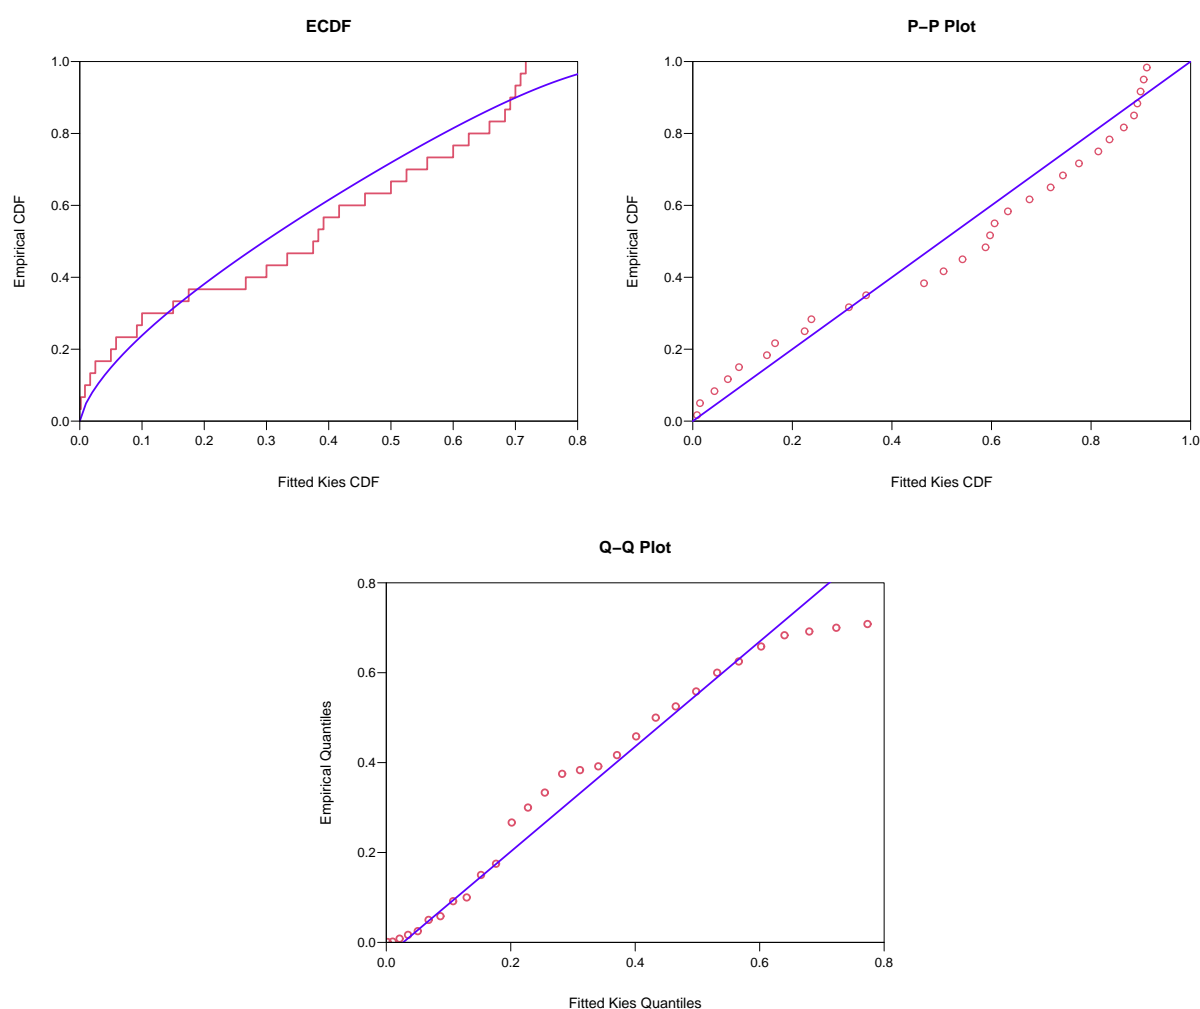 ECDF
Empirical CDF
1.0
0.8
0.6
0.4
0.2
0.0
0.0 0.1 0.2 0.3 0.4 0.5 0.6 0.7 0.8
Fitted Kies CDF
P–P Plot
Empirical CDF
1.0
0.8
0.6
0.4
0.2
0.0
0.0 0.2 0.4 0.6 0.8 1.0
Fitted Kies CDF
Q–Q Plot
Empirical Quantiles
0.8
0.6
0.4
0.2
0.0
0.0 0.2 0.4 0.6 0.8
Fitted Kies Quantiles